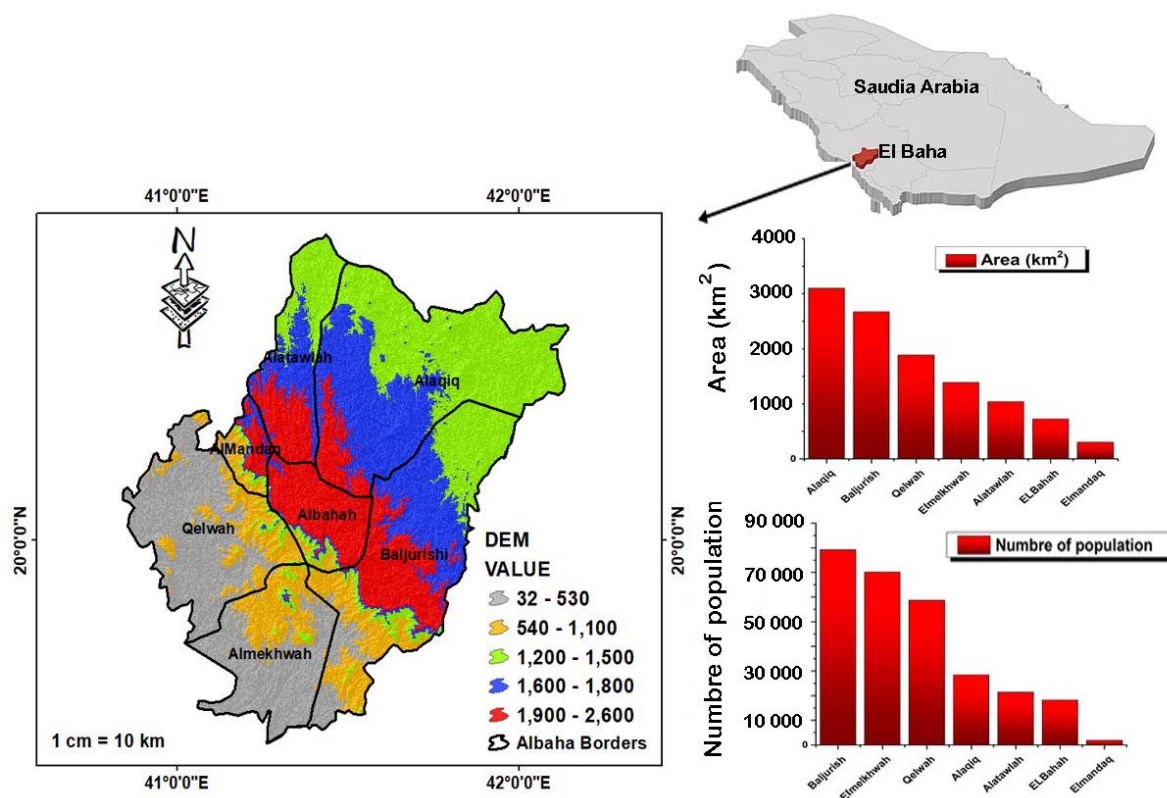 Saudia Arabia
El Baha
41°0'0"E
42°0'0"E
N
Alatawlah
Alaqiq
AlMandaq
Qelwah
Albahah
Baljurishi
Almekhwah
20°0'0"N
20°0'0"N
DEM
VALUE
32 - 530
540 - 1,100
1,200 - 1,500
1,600 - 1,800
1,900 - 2,600
Albaha Borders
1 cm = 10 km
41°0'0"E
42°0'0"E
Area (km²)
4000
3000
2000
1000
0
Area (km²)
Alaqiq
Baljurish
Qelwah
Elmelkhwah
Alatawlah
ELBahah
Elmandaq
Numbre of population
90 000
70 000
50 000
30 000
10 000
0
Numbre of population
Baljurish
Elmelkhwah
Qelwah
Alaqiq
Alatawlah
ELBahah
Elmandaq